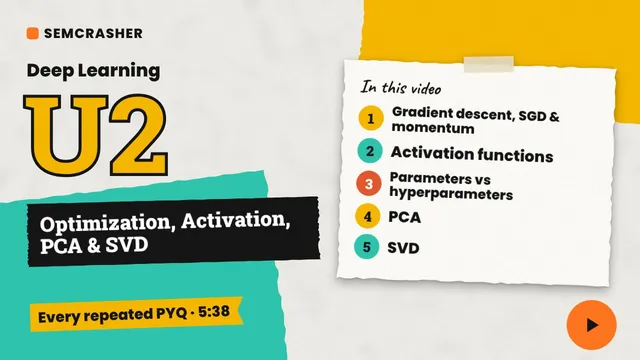 SEMCRASHER
Deep Learning
U2
Optimization, Activation,
PCA & SVD
Every repeated PYQ · 5:38
In this video
1 Gradient descent, SGD &
momentum
2 Activation functions
3 Parameters vs
hyperparameters
4 PCA
5 SVD